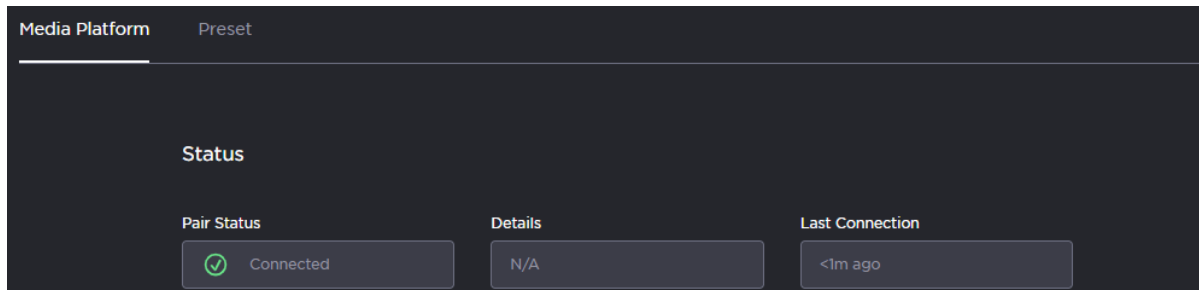 Media Platform Preset
Status
Pair Status Details Last Connection
Connected N/A <1m ago